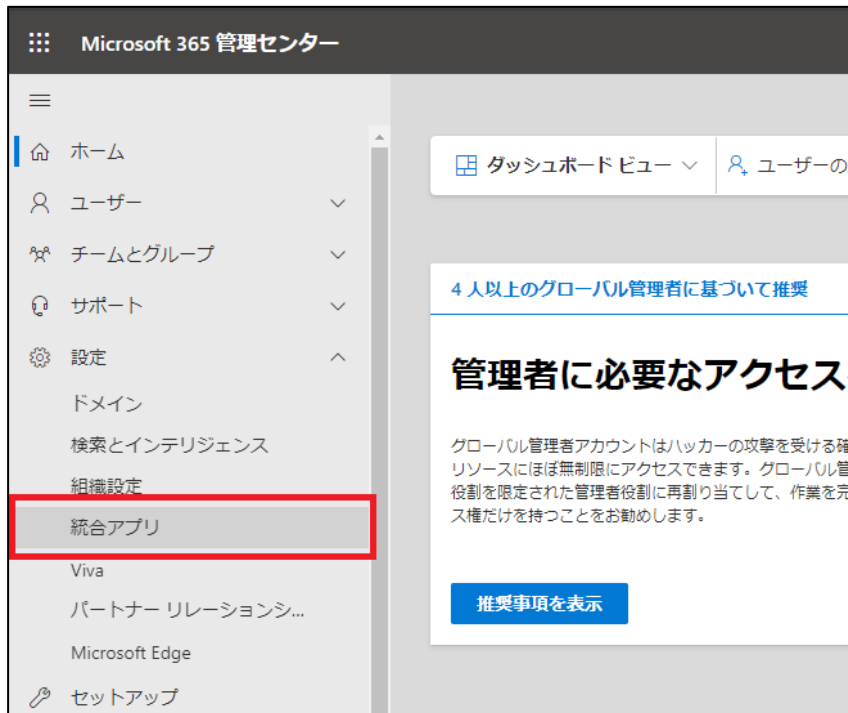 Microsoft 365 管理センター
ホーム
ユーザー
チームとグループ
サポート
設定
ドメイン
検索とインテリジェンス
組織設定
統合アプリ
Viva
パートナー リレーションシ...
Microsoft Edge
セットアップ
ダッシュボード ビュー
ユーザーの
4 人以上のグローバル管理者に基づいて推奨
管理者に必要なアクセス
グローバル管理者アカウントはハッカーの攻撃を受ける確
リソースにほぼ無制限にアクセスできます。グローバル管
役割を限定された管理者役割に再割り当てして、作業を完
ス権だけを持つことをお勧めします。
推奨事項を表示